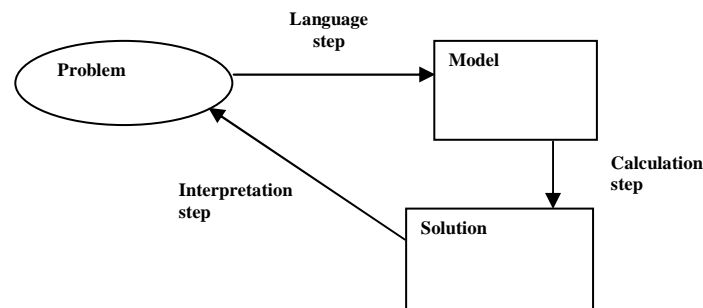 Language
step
Problem
Model
Calculation
step
Interpretation
step
Solution